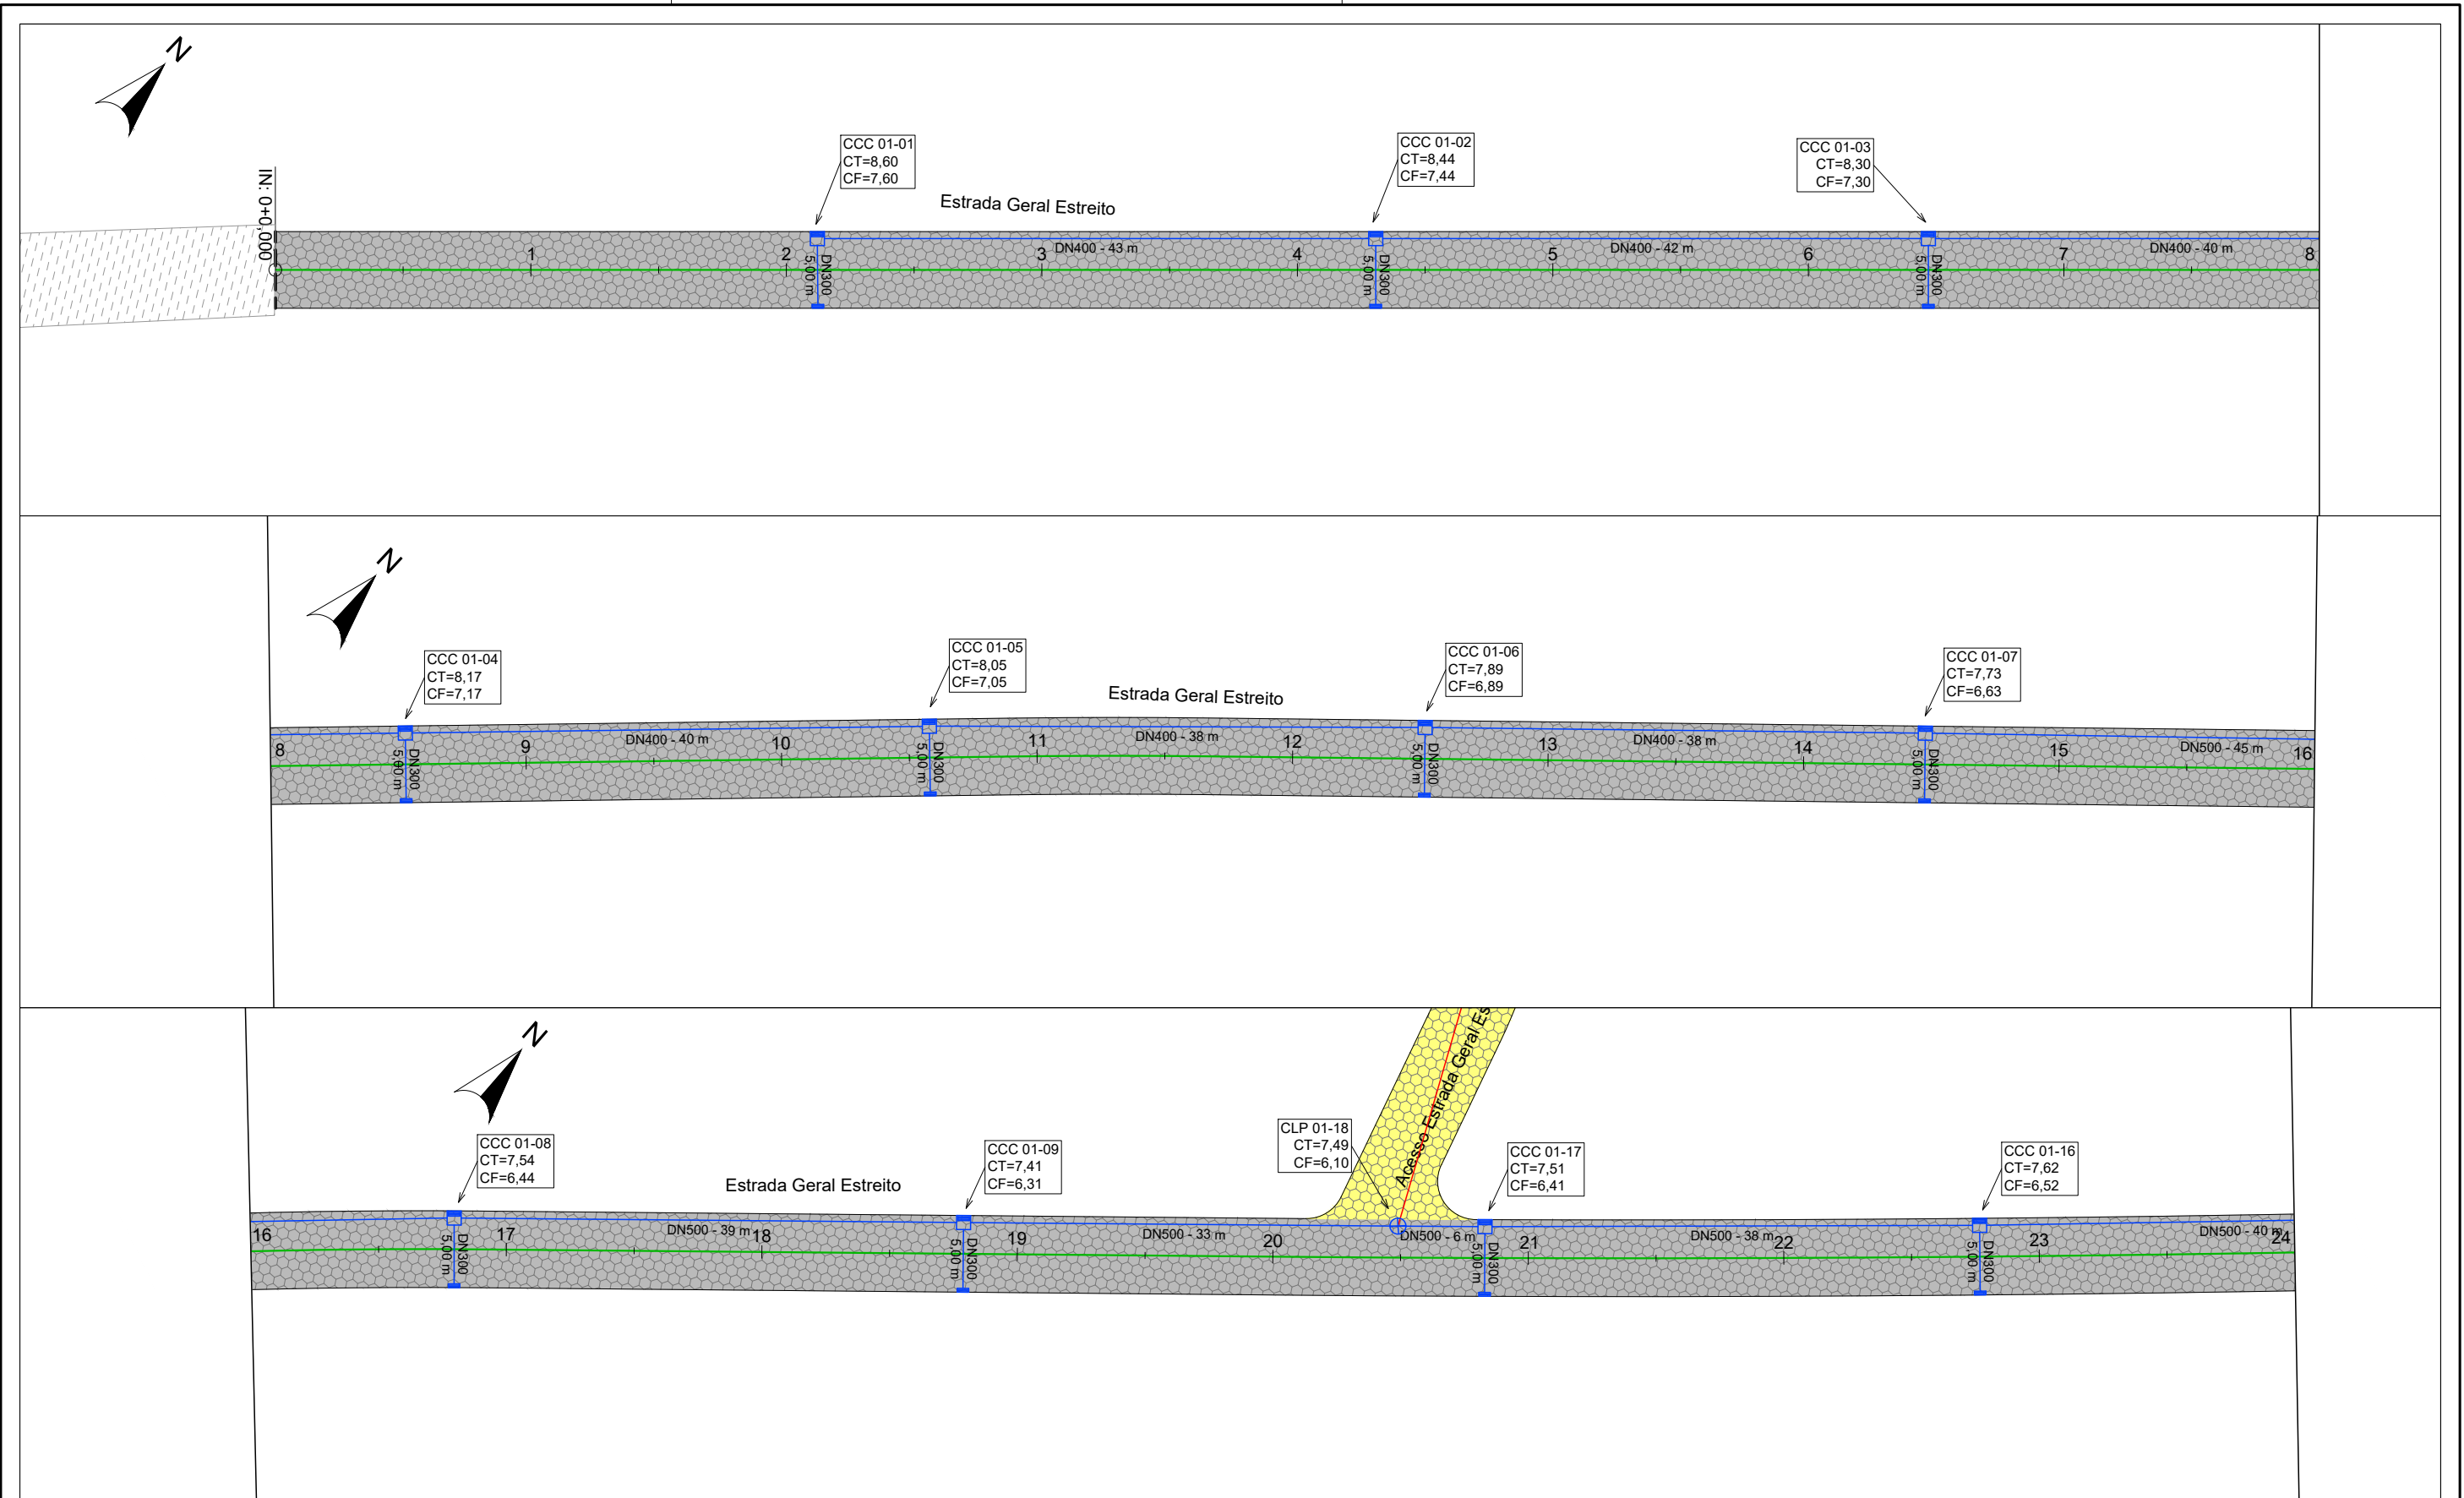 N
IN: 0+0,000
CCC 01-01
CT=8,60
CF=7,60
Estrada Geral Estreito
CCC 01-02
CT=8,44
CF=7,44
CCC 01-03
CT=8,30
CF=7,30
1
2
DN300
5,00 m
3
DN400 - 43 m
4
DN300
5,00 m
5
DN400 - 42 m
6
DN300
5,00 m
7
DN400 - 40 m
8
N
CCC 01-04
CT=8,17
CF=7,17
CCC 01-05
CT=8,05
CF=7,05
Estrada Geral Estreito
CCC 01-06
CT=7,89
CF=6,89
CCC 01-07
CT=7,73
CF=6,63
8
DN300
5,00 m
9
DN400 - 40 m
10
DN300
5,00 m
11
DN400 - 38 m
12
DN300
5,00 m
13
DN400 - 38 m
14
DN300
5,00 m
15
DN500 - 45 m
16
N
CCC 01-08
CT=7,54
CF=6,44
Estrada Geral Estreito
CCC 01-09
CT=7,41
CF=6,31
CLP 01-18
CT=7,49
CF=6,10
Acesso Estrada Geral Es
CCC 01-17
CT=7,51
CF=6,41
CCC 01-16
CT=7,62
CF=6,52
16
DN300
5,00 m
17
DN500 - 39 m
18
DN300
5,00 m
19
DN500 - 33 m
20
DN500 - 6 m
DN300
5,00 m
21
DN500 - 38 m
22
DN300
5,00 m
23
DN500 - 40 m
24